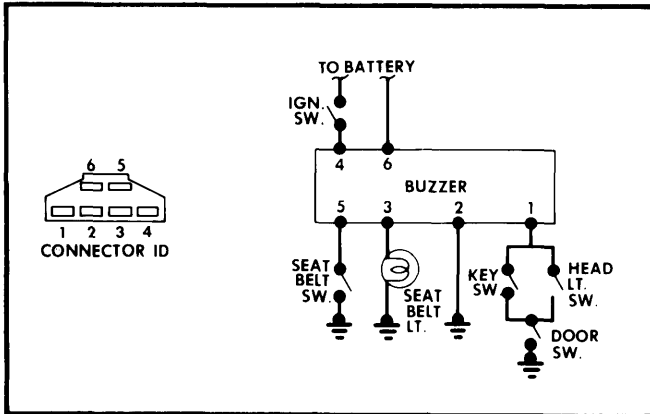 TO BATTERY
IGN.
SW.
4 6
BUZZER
5 3 2 1
SEAT
BELT
SW.
SEAT
BELT
LT.
KEY
SW.
HEAD
LT.
SW.
DOOR
SW.
6 5
1 2 3 4
CONNECTOR ID